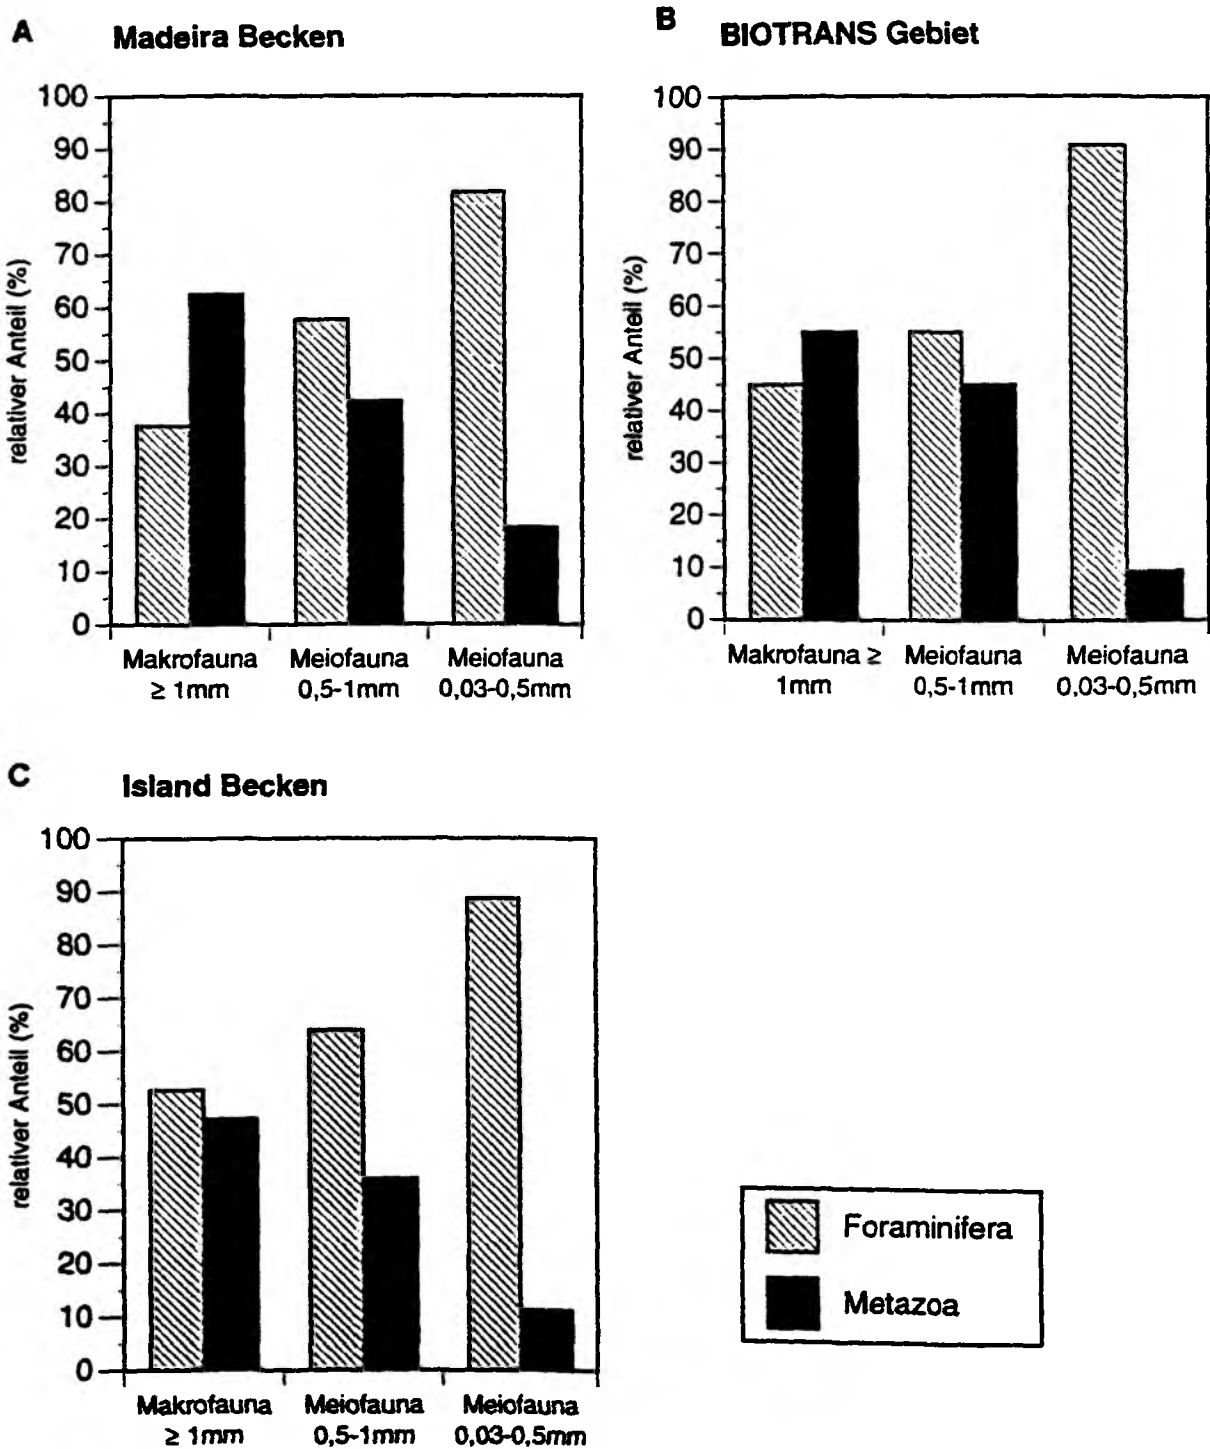 A
Madeira Becken
100
90
80
70
60
50
40
30
20
10
0
relativer Anteil (%)
Makrofauna
≥ 1mm
Meiofauna
0,5-1mm
Meiofauna
0,03-0,5mm
B
BIOTRANS Gebiet
100
90
80
70
60
50
40
30
20
10
0
relativer Anteil (%)
Makrofauna ≥
1mm
Meiofauna
0,5-1mm
Meiofauna
0,03-0,5mm
C
Island Becken
100
90
80
70
60
50
40
30
20
10
0
relativer Anteil (%)
Makrofauna
≥ 1mm
Meiofauna
0,5-1mm
Meiofauna
0,03-0,5mm
Foraminifera
Metazoa